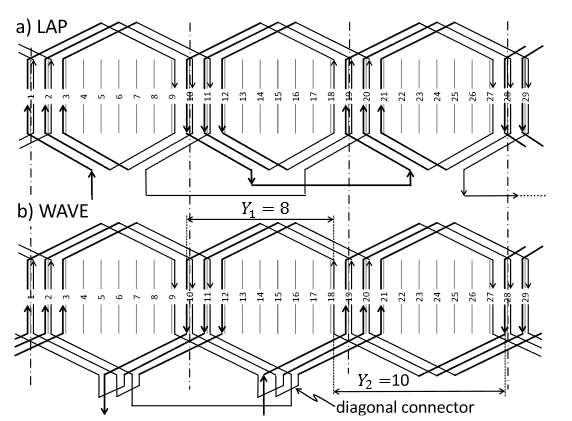 a) LAP
1 2 3 4 5 6 7 8 9 10 11 12 13 14 15 16 17 18 19 20 21 22 23 24 25 26 27 28 29
b) WAVE
Y₁ = 8
1 2 3 4 5 6 7 8 9 10 11 12 13 14 15 16 17 18 19 20 21 22 23 24 25 26 27 28 29
Y₂ =10
diagonal connector